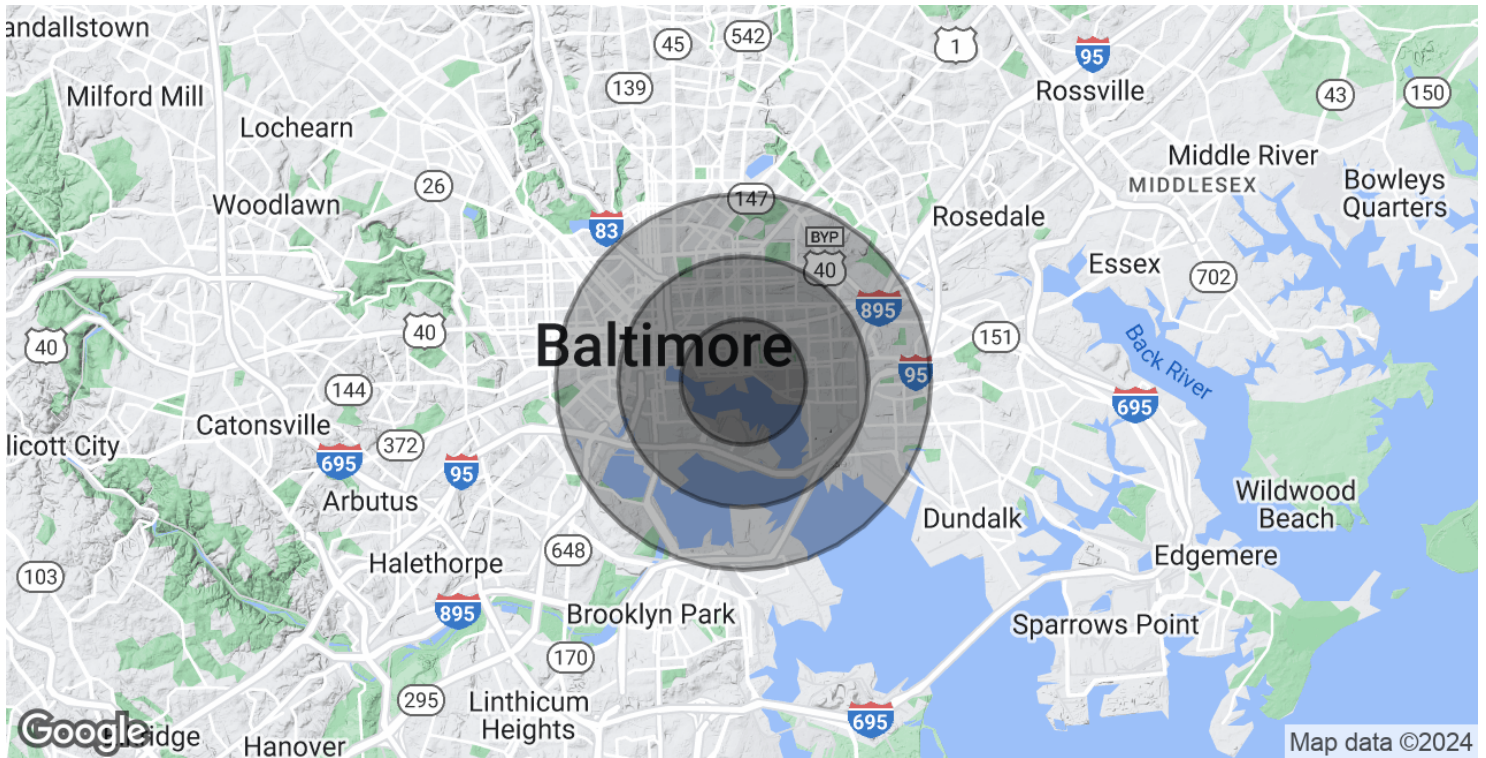 andallstown
45
542
1
95
139
Rossville
Milford Mill
43
150
Lochearn
Middle River
MIDDLESEX
26
Bowleys
Quarters
147
Woodlawn
Rosedale
83
BYP
40
Essex
702
895
40
40
Baltimore
151
Back River
95
144
695
Catonsville
372
licott City
695
95
Arbutus
Wildwood
Beach
Dundalk
648
Edgemere
Halethorpe
103
895
Brooklyn Park
Sparrows Point
170
295
Linthicum
Heights
695
Google
ridge
Hanover
Map data ©2024